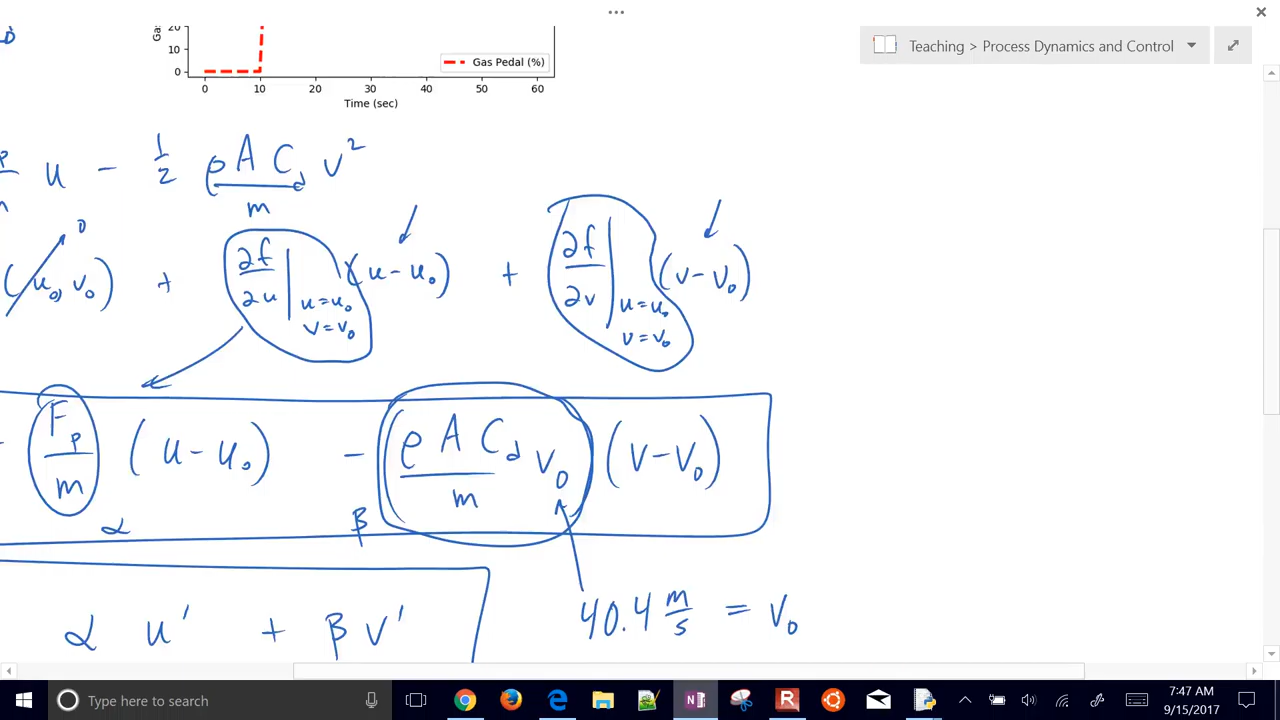 Teaching > Process Dynamics and Control
20
10
0
Gas Pedal (%)
0 10 20 30 40 50 60
Time (sec)
p/m u - 1/2 ρ A C_d / m v²
(u₀, v₀) 0 + ∂f/∂u | u=u₀ v=v₀ (u - u₀) + ∂f/∂v | u=u₀ v=v₀ (v - v₀)
F_p/m (u - u₀) - ρ A C_d / m v₀ (v - v₀)
α β
α u' + β v' 40.4 m/s = v₀
Type here to search
7:47 AM
9/15/2017